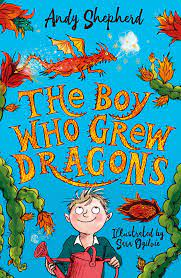 Andy Shepherd
THE BOY
WHO GREW
DRAGONS
Illustrated by
Sara Ogilvie